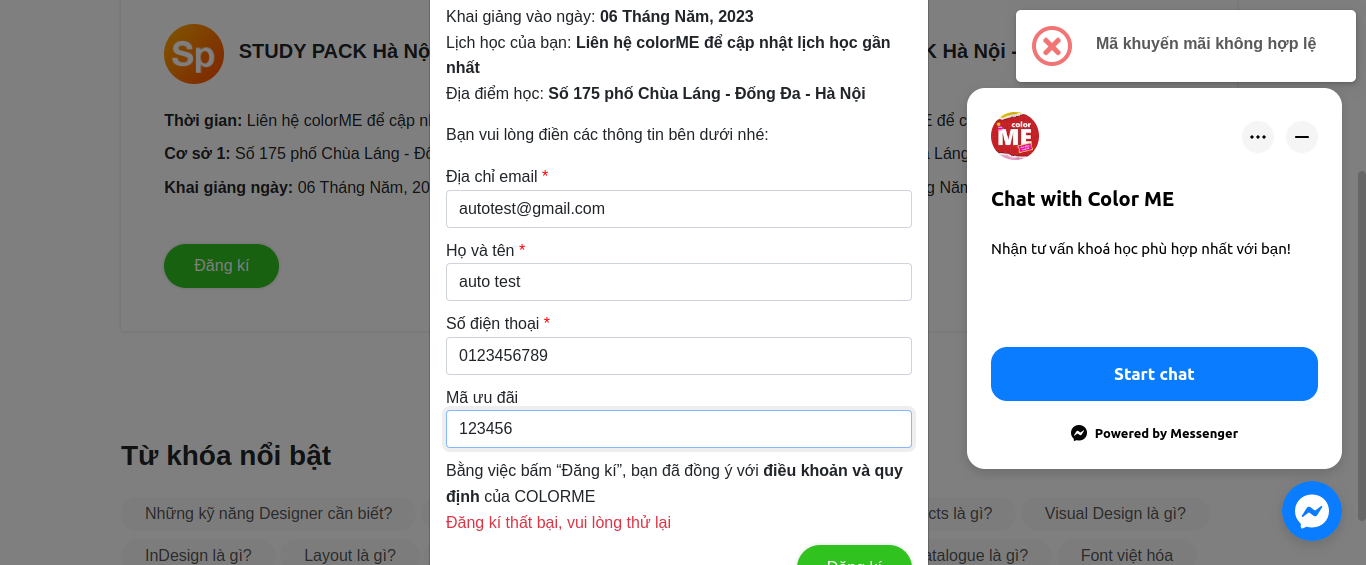 Khai giảng vào ngày: 06 Tháng Năm, 2023
Lịch học của bạn: Liên hệ colorME để cập nhật lịch học gần
nhất
Địa điểm học: Số 175 phố Chùa Láng - Đống Đa - Hà Nội
Bạn vui lòng điền các thông tin bên dưới nhé:
Địa chỉ email *
autotest@gmail.com
Họ và tên *
auto test
Số điện thoại *
0123456789
Mã ưu đãi
123456
Bằng việc bấm “Đăng kí”, bạn đã đồng ý với điều khoản và quy
định của COLORME
Đăng kí thất bại, vui lòng thử lại
Đăng kí
Sp
STUDY PACK Hà Nộ
Thời gian: Liên hệ colorME để cập n
Cơ sở 1: Số 175 phố Chùa Láng - Đố
Khai giảng ngày: 06 Tháng Năm, 20
Đăng kí
K Hà Nội -
Mã khuyến mãi không hợp lệ
color
ME
Chat with Color ME
Nhận tư vấn khoá học phù hợp nhất với bạn!
Start chat
Powered by Messenger
Từ khóa nổi bật
Những kỹ năng Designer cần biết?
cts là gì?
Visual Design là gì?
InDesign là gì?
Layout là gì?
atalogue là gì?
Font việt hóa